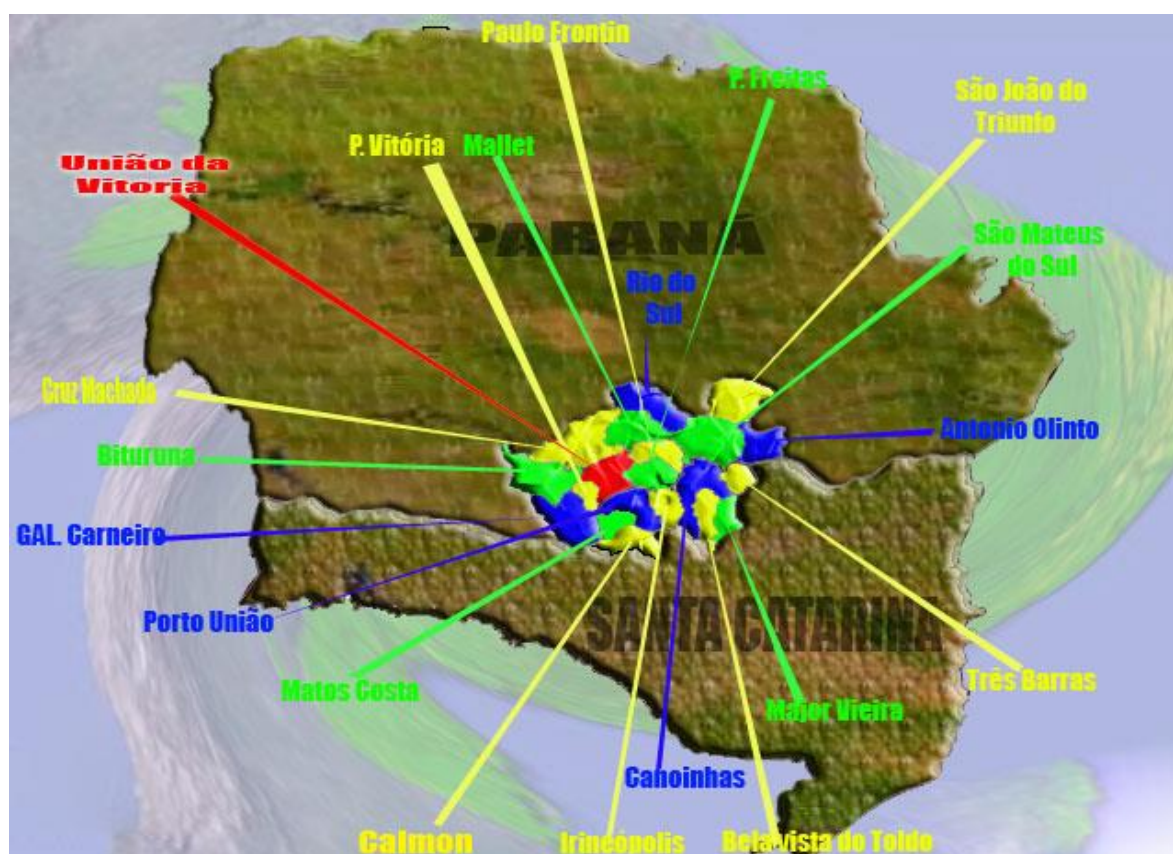 Paulo Frontin
P. Freitas
São João do
Triunfo
P. Vitória
Mallet
União da
Vitoria
PARANÁ
São Mateus
do Sul
Rio do
Sul
Cruz Machado
Antonio Olinto
Bituruna
GAL. Carneiro
Porto União
SANTA CATARINA
Matos Costa
Três Barras
Major Vieira
Canoinhas
Calmon
Irineópolis
Bela vista do Toldo